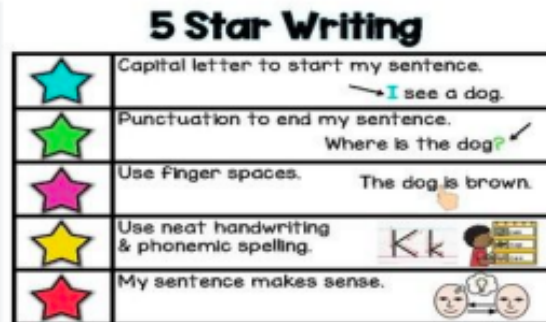 5 Star Writing
Capital letter to start my sentence.
I see a dog.
Punctuation to end my sentence.
Where is the dog?
Use finger spaces.
The dog is brown.
Use neat handwriting
& phonemic spelling.
K k
My sentence makes sense.